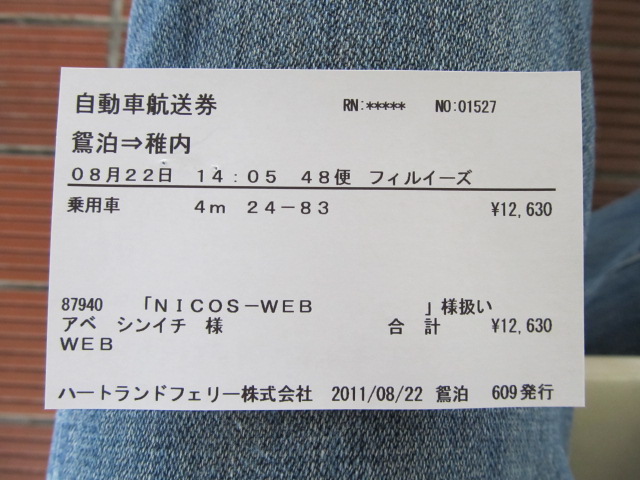 自動車航送券 RN:***** NO:01527
鴛泊⇒稚内
08月22日 14:05 48便 フィルイーズ
乗用車 4m 24-83 ¥12,630
87940 「NICOS-WEB 」様扱い
アベ シンイチ 様 合 計 ¥12,630
WEB
ハートランドフェリー株式会社 2011/08/22 鴛泊 609発行